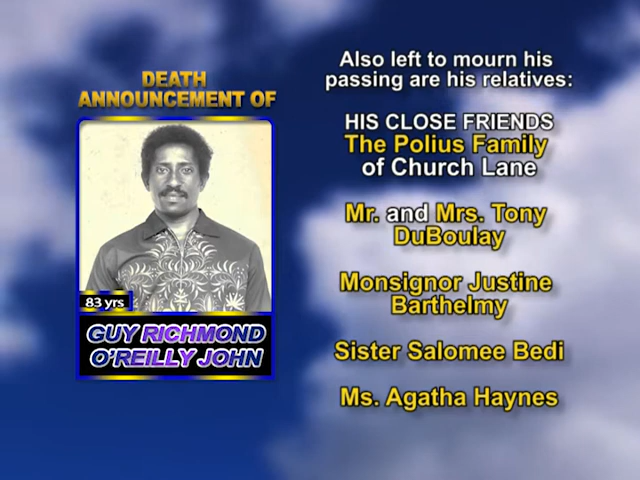 DEATH
ANNOUNCEMENT OF
83 yrs
GUY RICHMOND
O'REILLY JOHN
Also left to mourn his
passing are his relatives:
HIS CLOSE FRIENDS
The Polius Family
of Church Lane
Mr. and Mrs. Tony
DuBoulay
Monsignor Justine
Barthelmy
Sister Salomee Bedi
Ms. Agatha Haynes